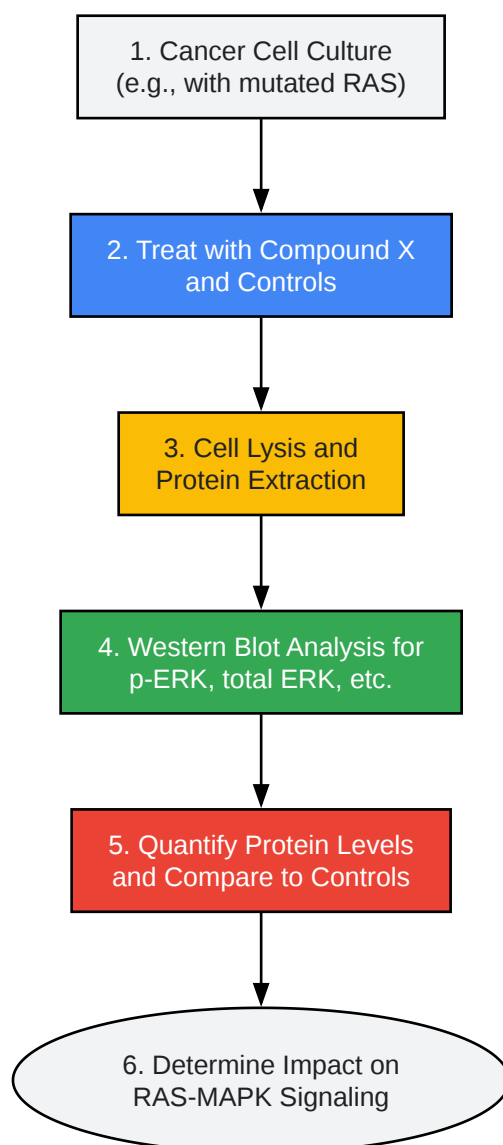 1. Cancer Cell Culture
(e.g., with mutated RAS)
2. Treat with Compound X
and Controls
3. Cell Lysis and
Protein Extraction
4. Western Blot Analysis for
p-ERK, total ERK, etc.
5. Quantify Protein Levels
and Compare to Controls
6. Determine Impact on
RAS-MAPK Signaling